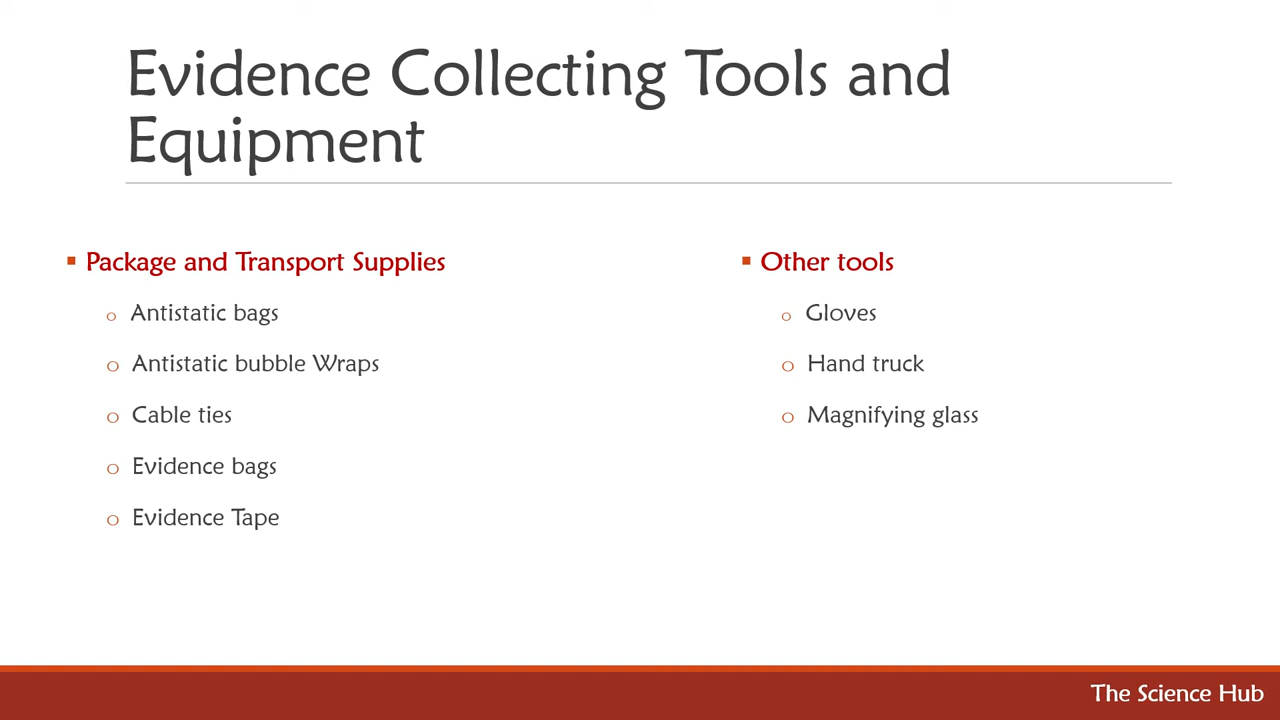 Evidence Collecting Tools and
Equipment
Package and Transport Supplies
Antistatic bags
Antistatic bubble Wraps
Cable ties
Evidence bags
Evidence Tape
Other tools
Gloves
Hand truck
Magnifying glass
The Science Hub